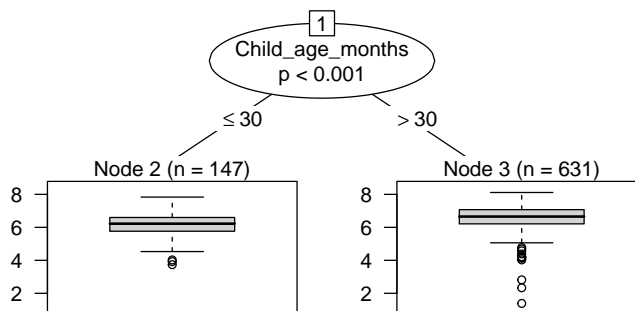 1
Child_age_months
p < 0.001
≤ 30
> 30
Node 2 (n = 147)
Node 3 (n = 631)
8
6
4
2
8
6
4
2